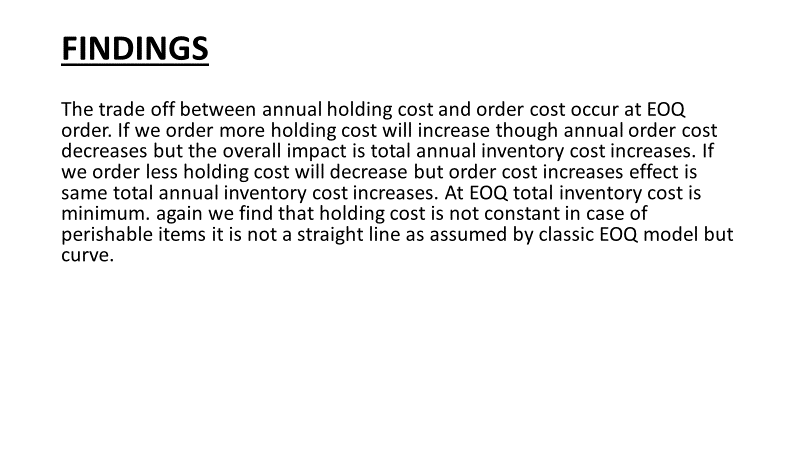 FINDINGS
The trade off between annual holding cost and order cost occur at EOQ
order. If we order more holding cost will increase though annual order cost
decreases but the overall impact is total annual inventory cost increases. If
we order less holding cost will decrease but order cost increases effect is
same total annual inventory cost increases. At EOQ total inventory cost is
minimum. again we find that holding cost is not constant in case of
perishable items it is not a straight line as assumed by classic EOQ model but
curve.